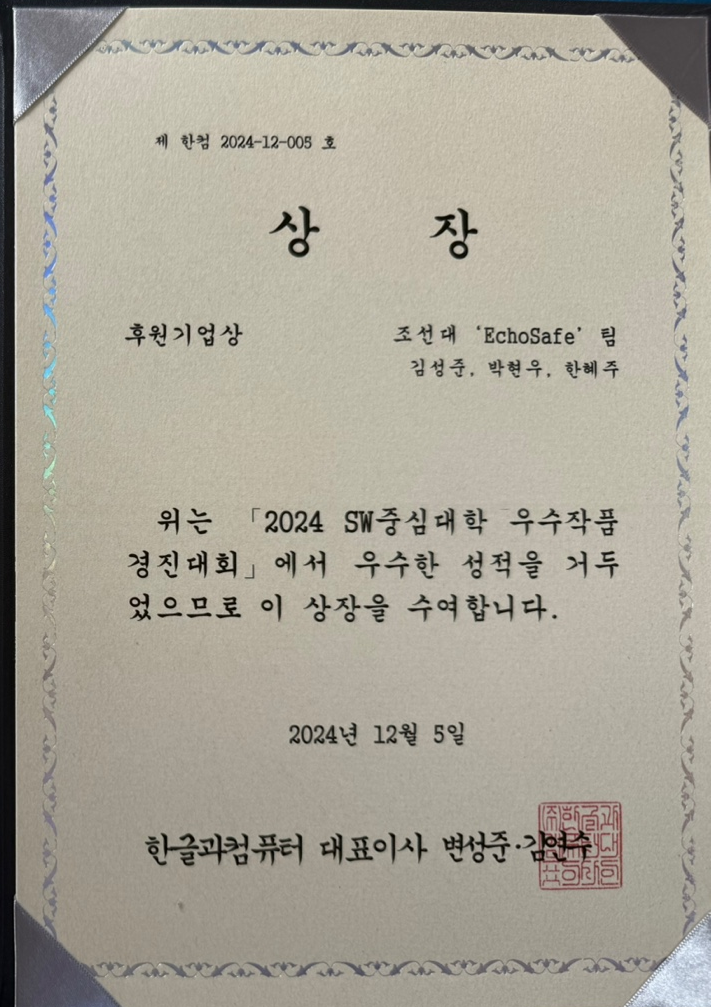 제 한컴 2024-12-005 호
상 장
후원기업상
조선대 'EchoSafe' 팀
김성준, 박현우, 한혜주
위는 「2024 SW중심대학 우수작품
경진대회」에서 우수한 성적을 거두
었으므로 이 상장을 수여합니다.
2024년 12월 5일
한글과컴퓨터 대표이사 변성준·김연수